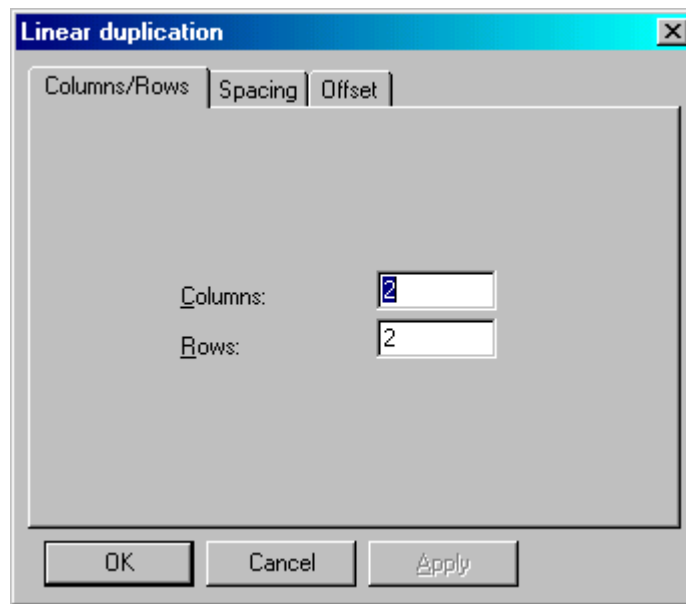 Linear duplication
Columns/Rows Spacing Offset
Columns: 2
Rows: 2
OK Cancel Apply